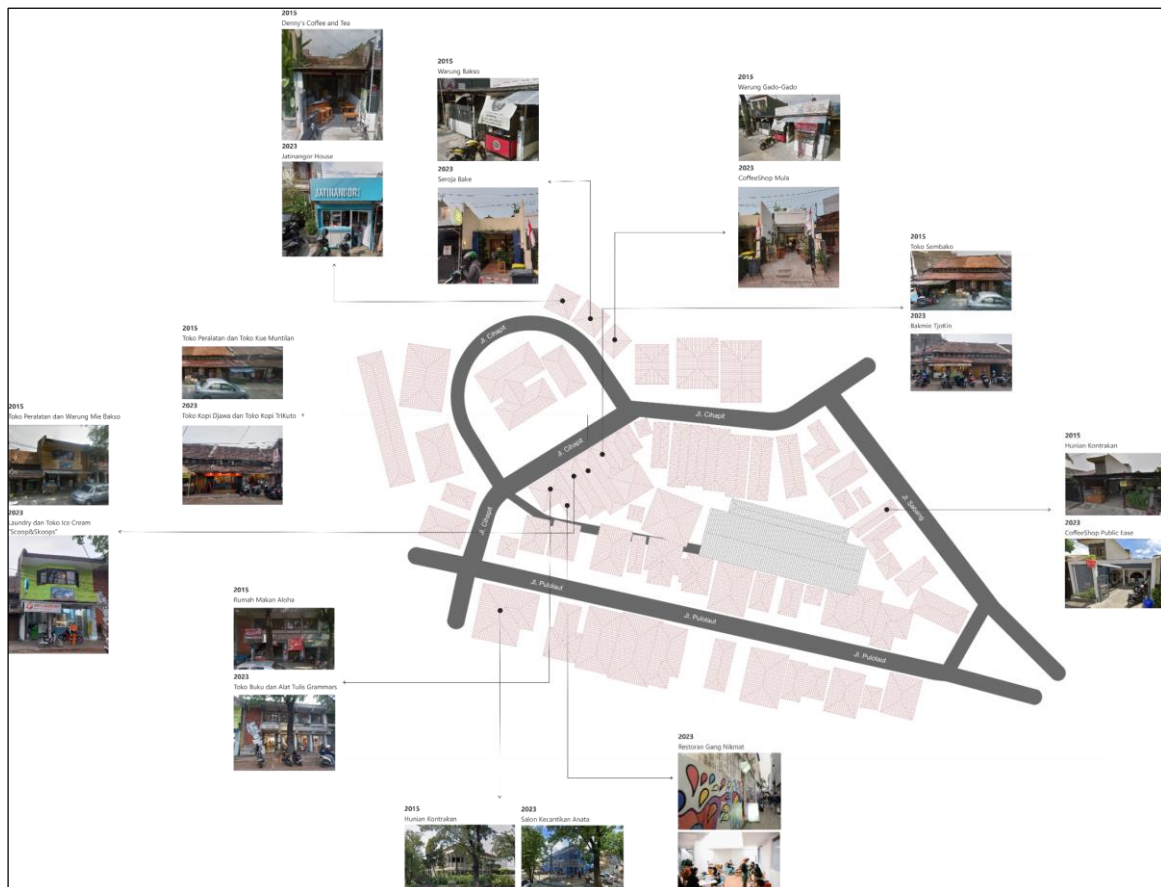 2015
Denny's Coffee and Tea
2023
Jatinangor House
JATINANGOR
2015
Warung Bakso
2023
Seroja Bake
2015
Warung Gado-Gado
2023
CoffeeShop Mula
2015
Toko Sembako
2023
Bakmie TjoKin
2015
Toko Peralatan dan Toko Kue Muntilan
2023
Toko Kopi Djawa dan Toko Kopi TriKuto
2015
Toko Peralatan dan Warung Mie Bakso
2023
Laundry dan Toko Ice Cream
"Scoop&Skoops"
2015
Hunian Kontrakan
2023
CoffeeShop Public Ease
2015
Rumah Makan Aloha
2023
Toko Buku dan Alat Tulis Grammars
2015
Hunian Kontrakan
2023
Salon Kecantikan Anata
2023
Restoran Gang Nikmat
Jl. Cihapit
Jl. Cihapit
Jl. Cihapit
Jl. Cihapit
Jl. Sabang
Jl. Pulolaut
Jl. Pulolaut
Jl. Pulolaut